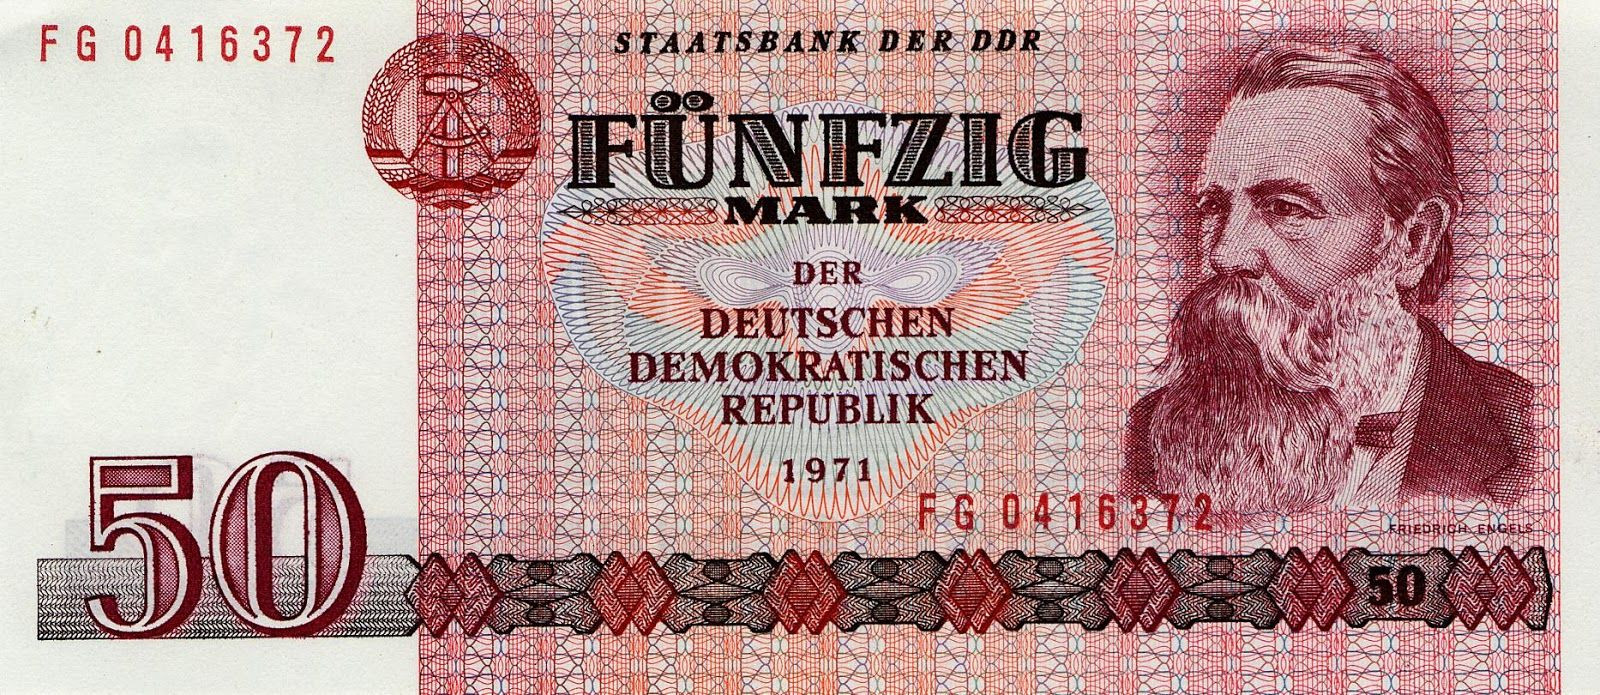 FG 0416372
STAATSBANK DER DDR
FÜNFZIG
MARK
DER
DEUTSCHEN
DEMOKRATISCHEN
REPUBLIK
1971
FG 0416372
FRIEDRICH ENGELS
50
50